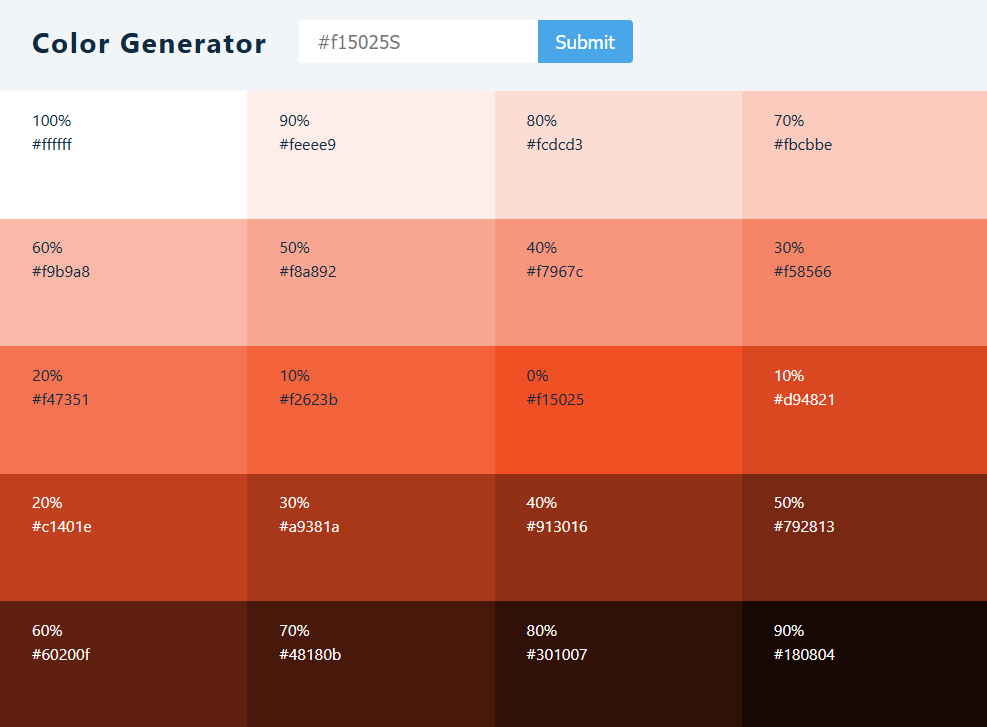 Color Generator
#f15025S
Submit
100%
#ffffff
90%
#feeee9
80%
#fcdcd3
70%
#fbcbbe
60%
#f9b9a8
50%
#f8a892
40%
#f7967c
30%
#f58566
20%
#f47351
10%
#f2623b
0%
#f15025
10%
#d94821
20%
#c1401e
30%
#a9381a
40%
#913016
50%
#792813
60%
#60200f
70%
#48180b
80%
#301007
90%
#180804